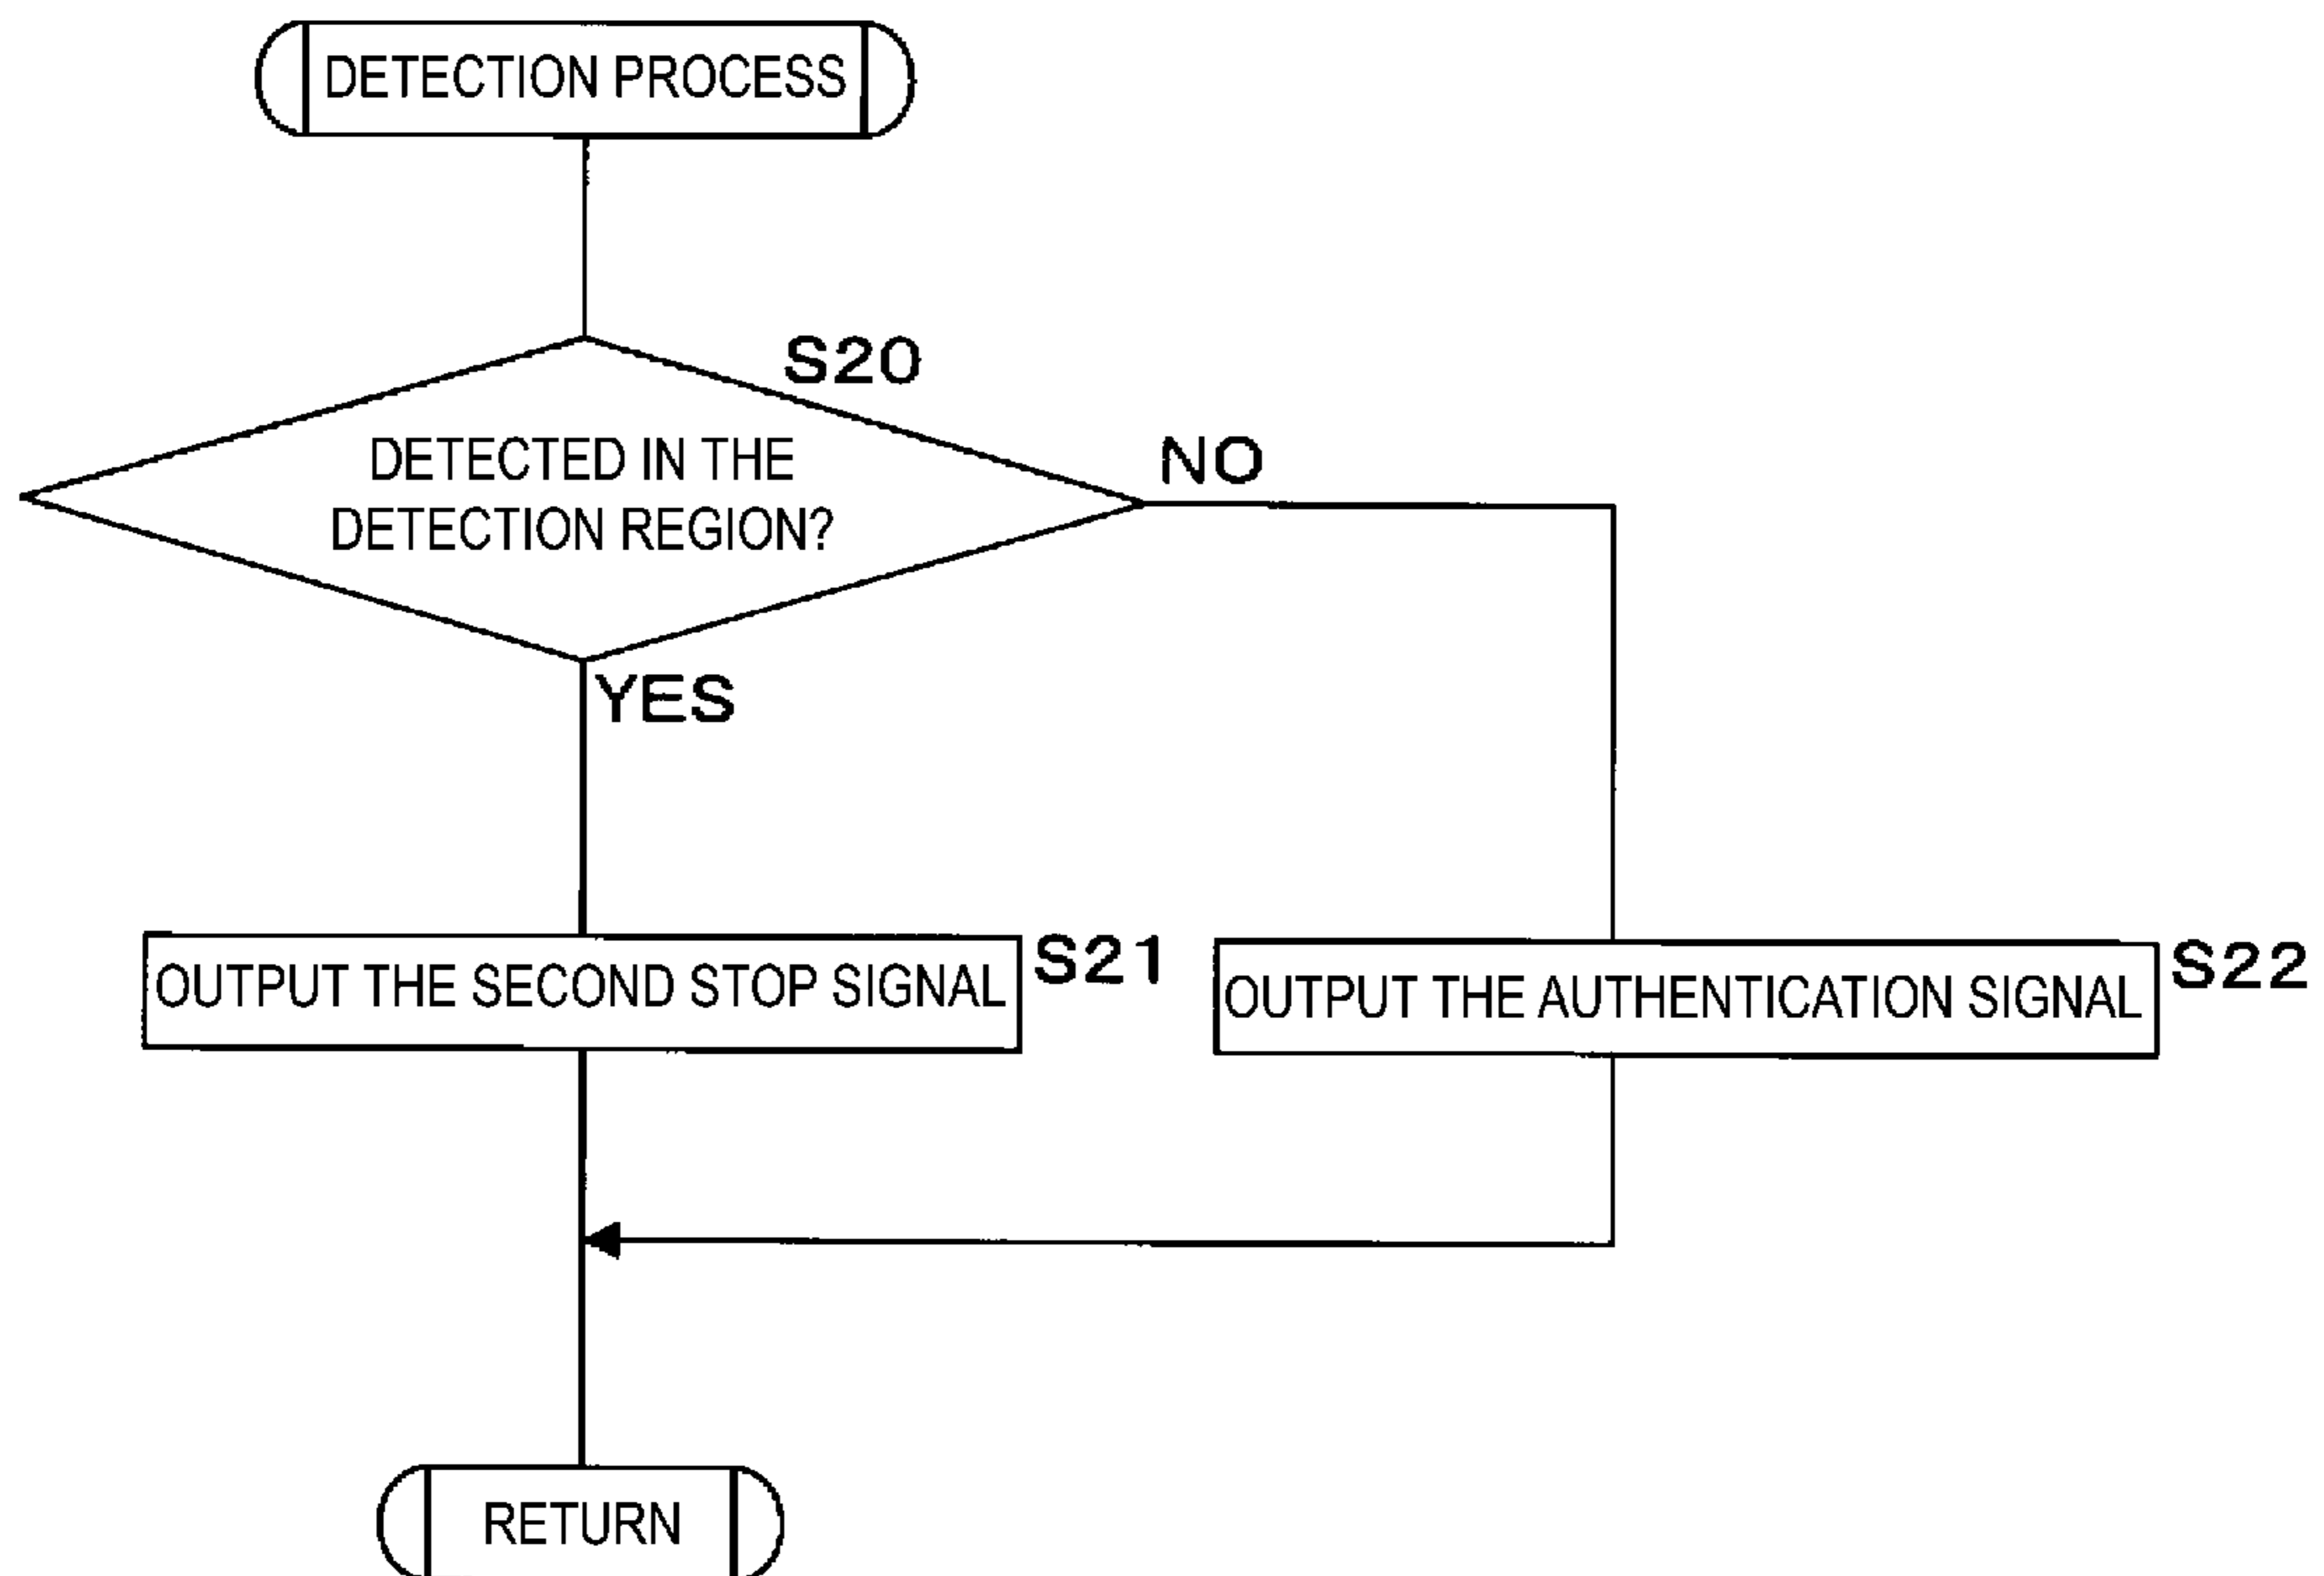 DETECTION PROCESS
S20
DETECTED IN THE
DETECTION REGION?
NO
YES
OUTPUT THE SECOND STOP SIGNAL
S21
OUTPUT THE AUTHENTICATION SIGNAL
S22
RETURN